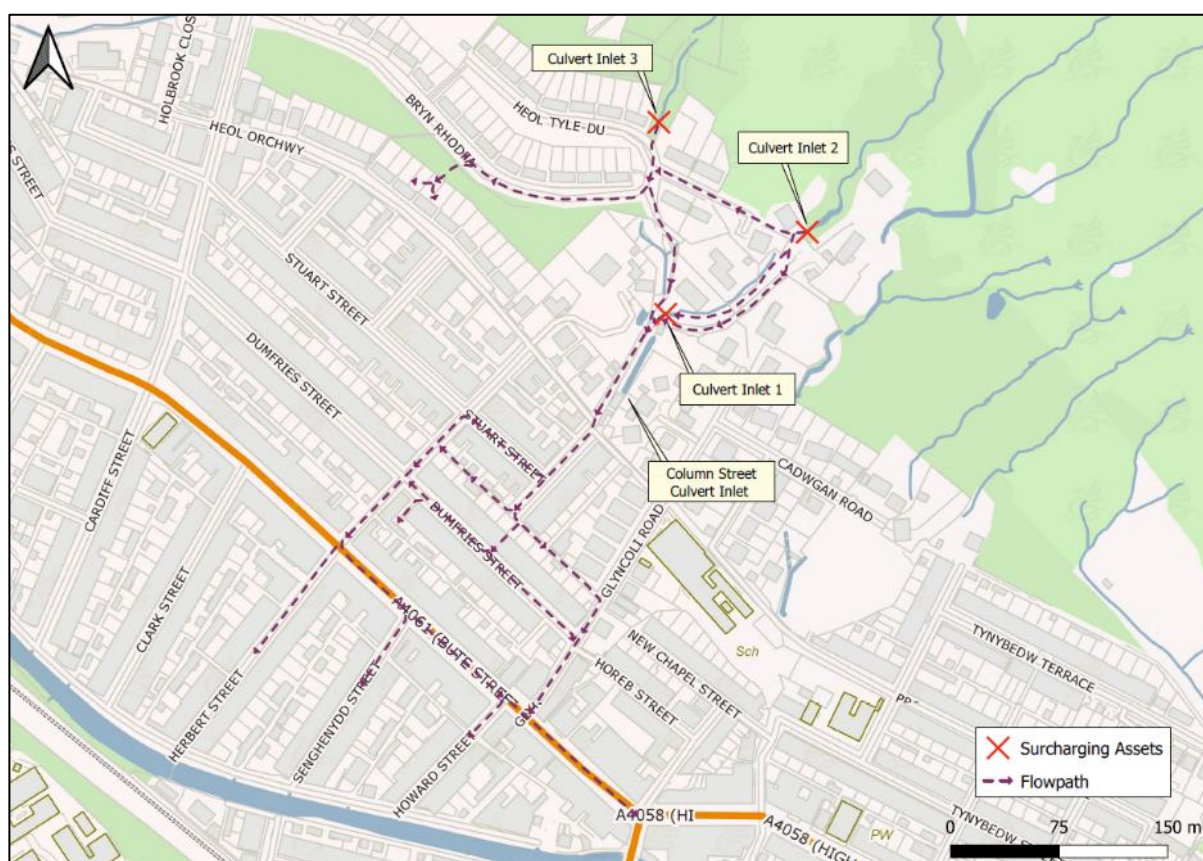 Culvert Inlet 3
HOLBROOK CLOS
HEOL ORCHWY
BRYN RHOD
HEOL TYLE-DU
Culvert Inlet 2
STREET
STUART STREET
DUMFRIES STREET
Culvert Inlet 1
STUART STREET
CARDIFF STREET
Column Street
Culvert Inlet
CADWGAN ROAD
DUMFRIES STREET
GLYNCOLI ROAD
CLARK STREET
A4061 (BUTE STREET
Sch
NEW CHAPEL STREET
TYNYBEDW TERRACE
HOREB STREET
HERBERT STREET
SENGHENYDD STREET
HOWARD STREET
Surcharging Assets
Flowpath
A4058 (HI
A4058 (HIGH
PW
TYNYBEDW
0 75 150 m